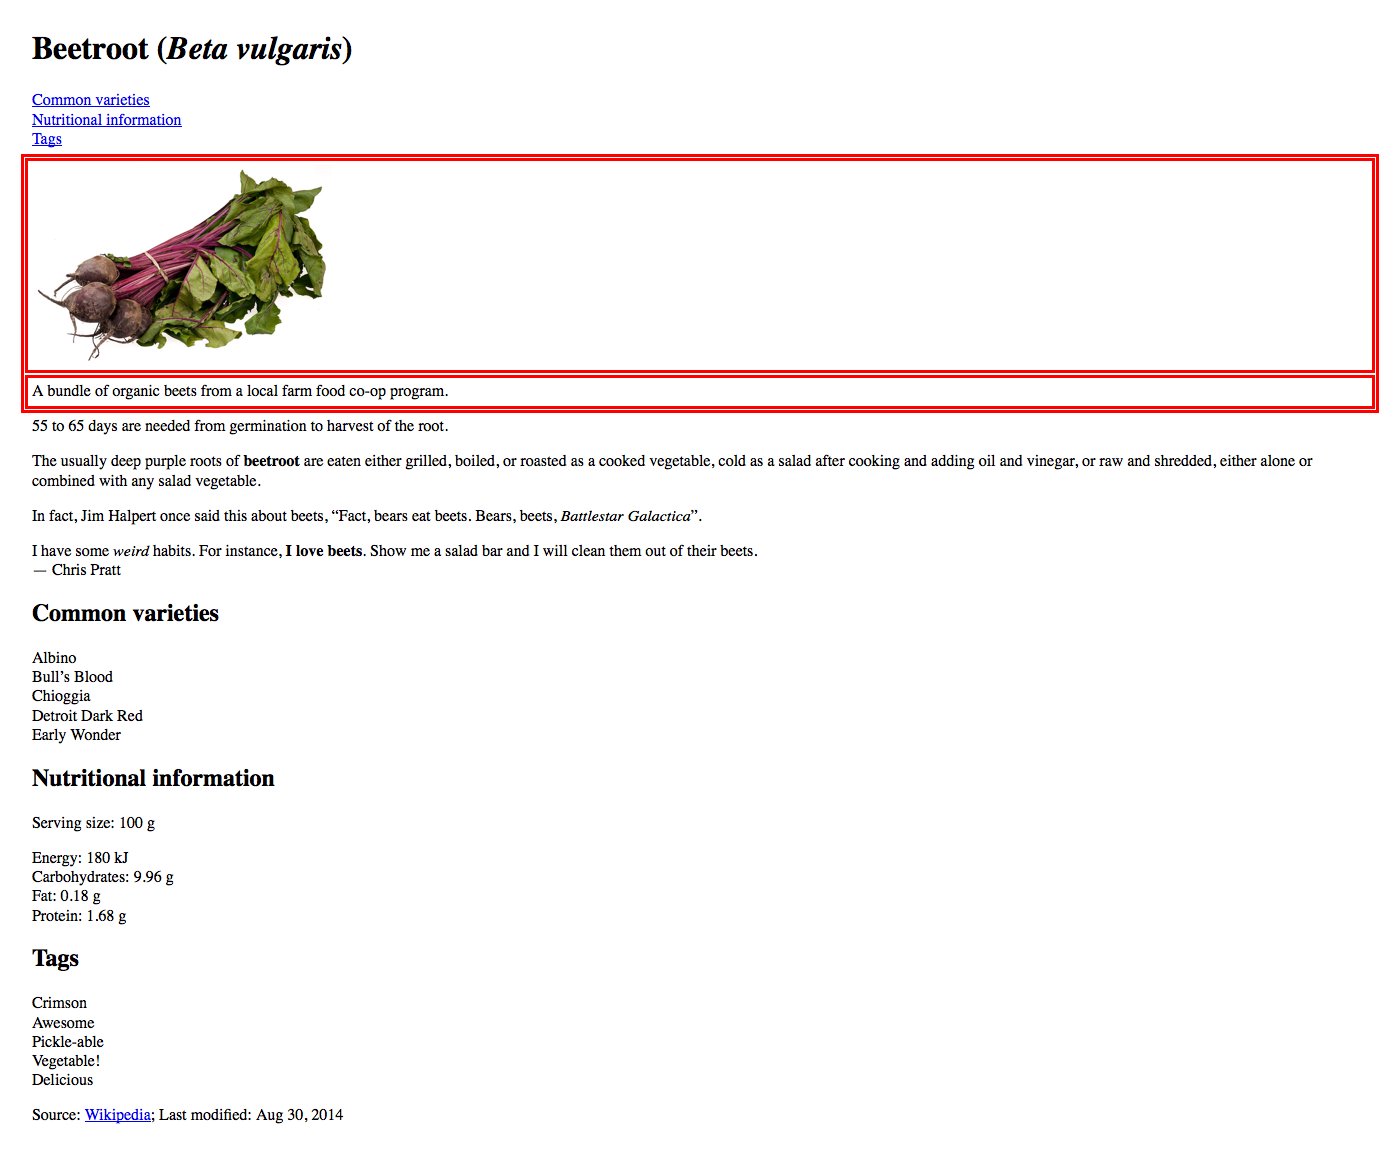 Beetroot (Beta vulgaris)
Common varieties
Nutritional information
Tags
A bundle of organic beets from a local farm food co-op program.
55 to 65 days are needed from germination to harvest of the root.
The usually deep purple roots of beetroot are eaten either grilled, boiled, or roasted as a cooked vegetable, cold as a salad after cooking and adding oil and vinegar, or raw and shredded, either alone or
combined with any salad vegetable.
In fact, Jim Halpert once said this about beets, “Fact, bears eat beets. Bears, beets, Battlestar Galactica”.
I have some weird habits. For instance, I love beets. Show me a salad bar and I will clean them out of their beets.
— Chris Pratt
Common varieties
Albino
Bull’s Blood
Chioggia
Detroit Dark Red
Early Wonder
Nutritional information
Serving size: 100 g
Energy: 180 kJ
Carbohydrates: 9.96 g
Fat: 0.18 g
Protein: 1.68 g
Tags
Crimson
Awesome
Pickle-able
Vegetable!
Delicious
Source: Wikipedia; Last modified: Aug 30, 2014